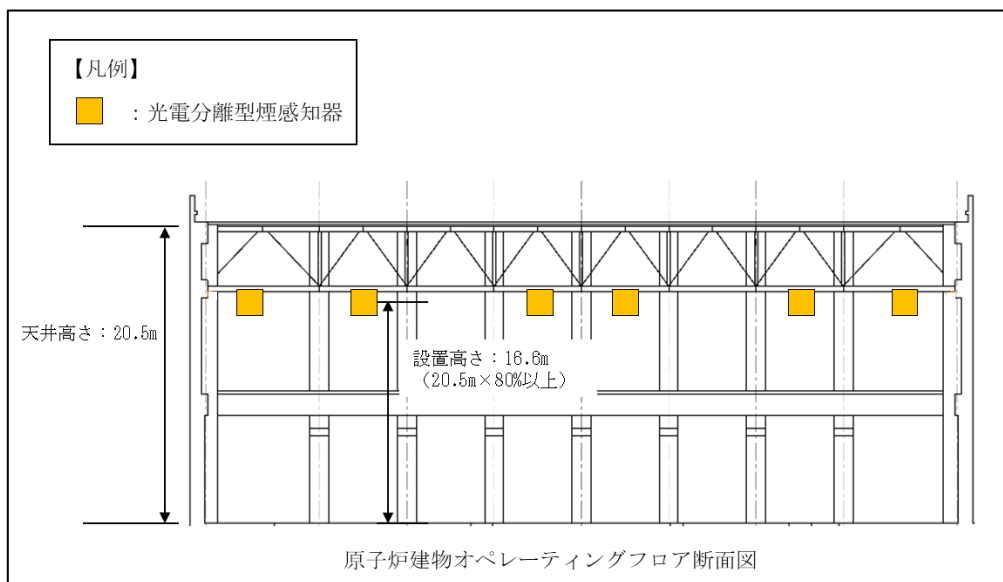 【凡例】
：光電分離型煙感知器
天井高さ：20.5m
設置高さ：16.6m
（20.5m×80%以上）
原子炉建物オペレーティングフロア断面図